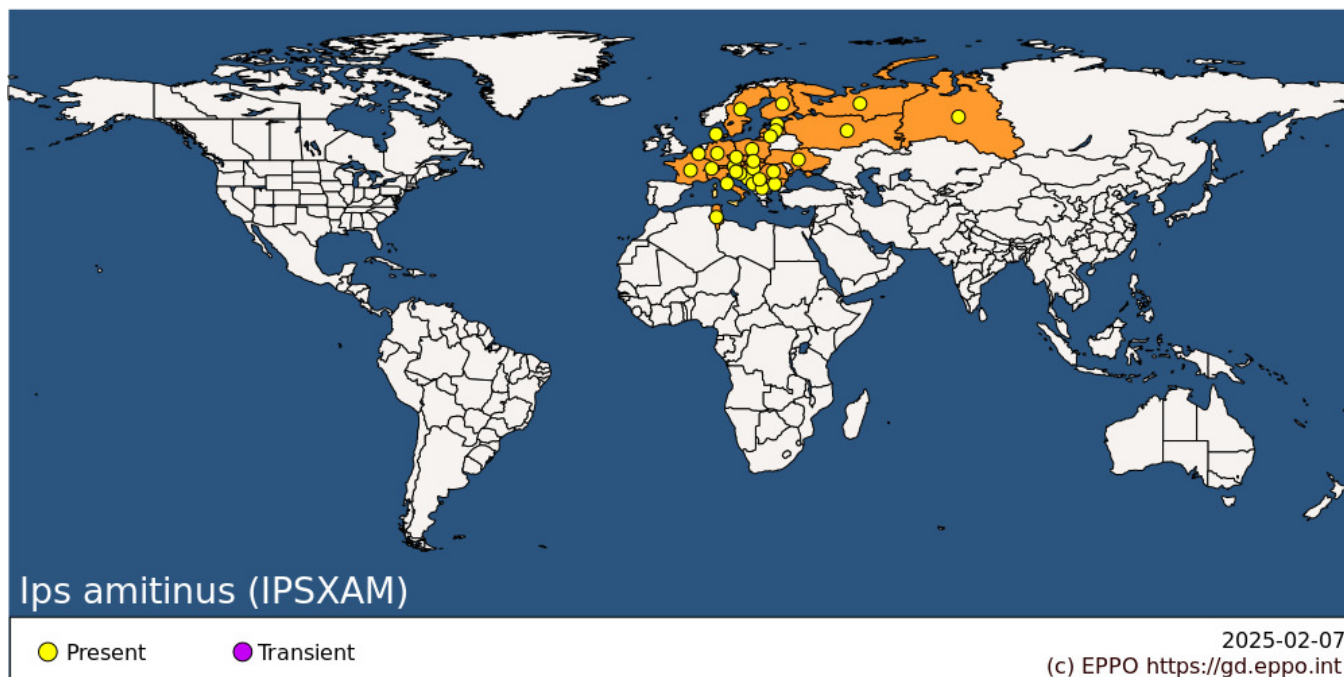 Ips amitinus (IPSXAM)
Present
Transient
2025-02-07
(c) EPPO https://gd.eppo.int